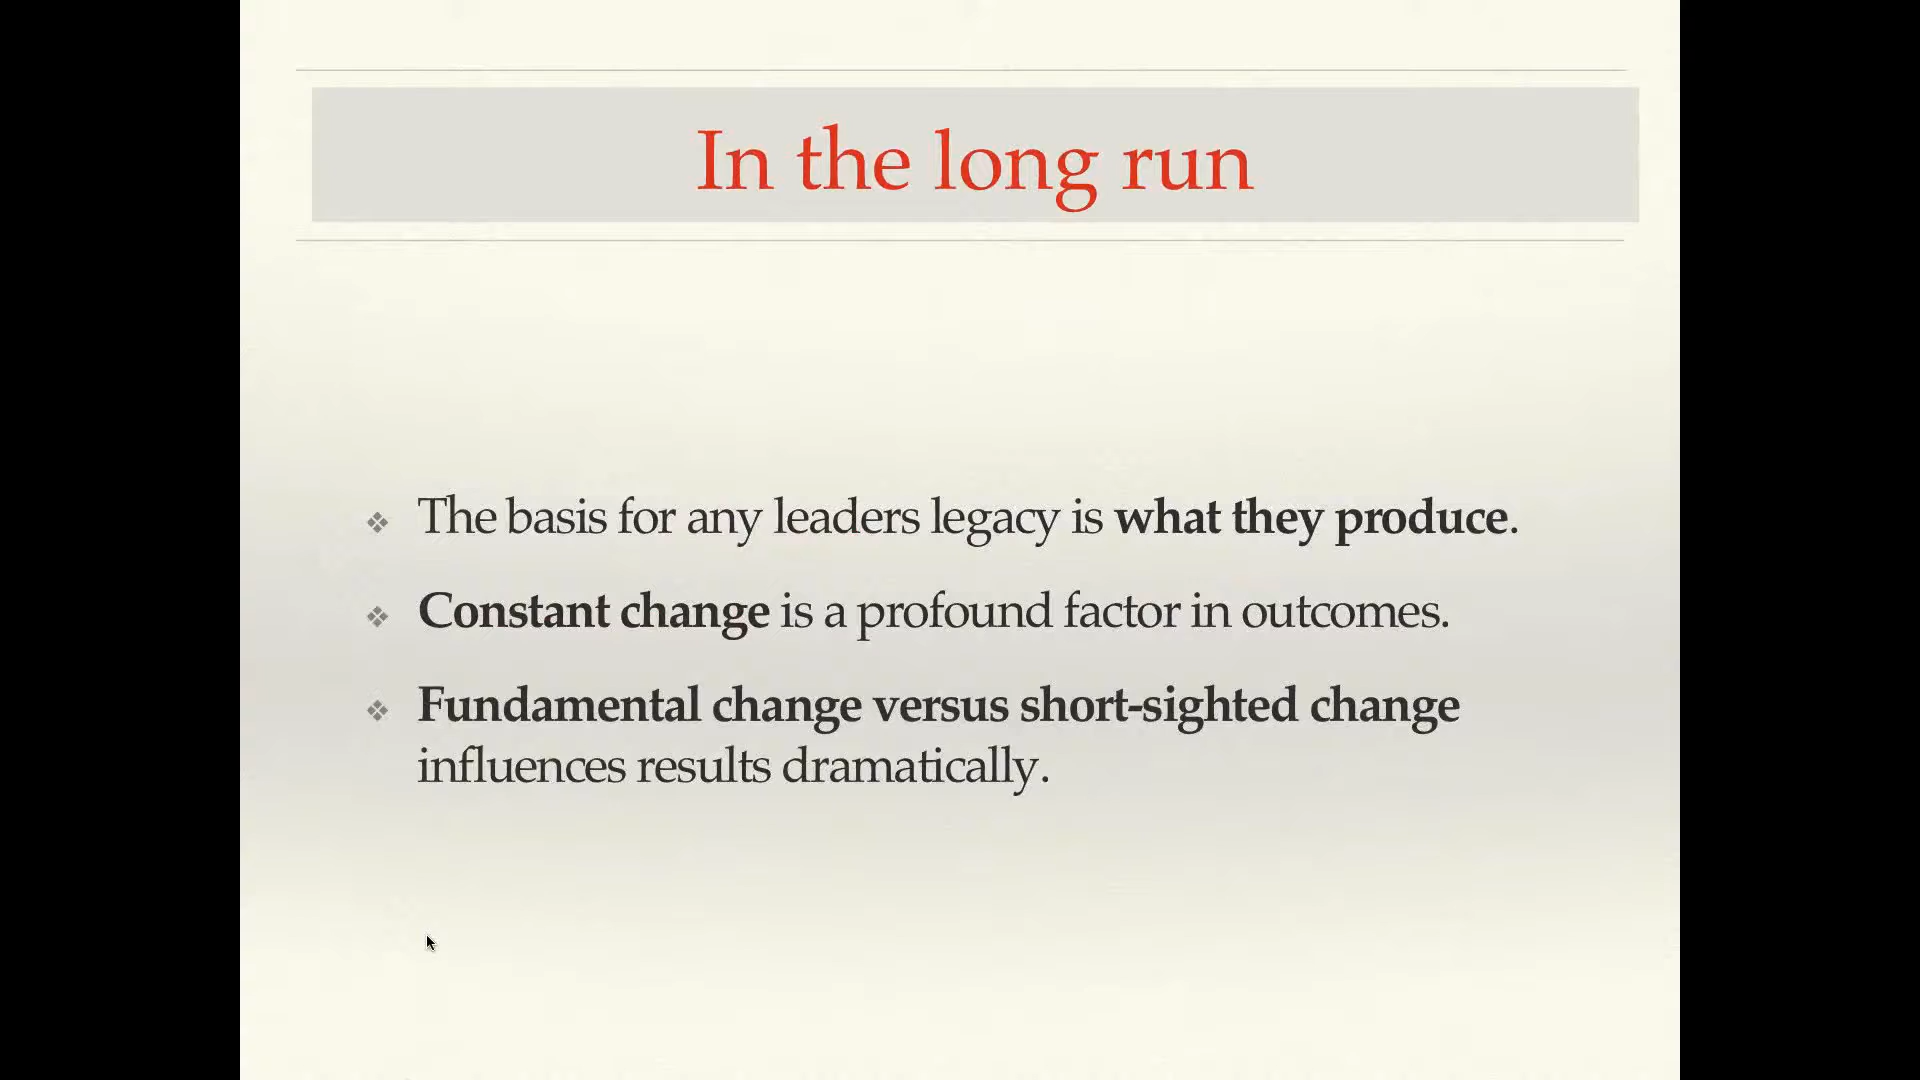 In the long run
The basis for any leaders legacy is what they produce.
Constant change is a profound factor in outcomes.
Fundamental change versus short-sighted change
influences results dramatically.